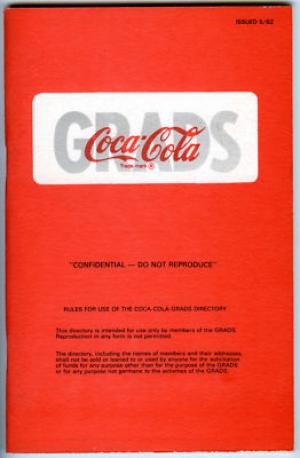 ISSUED 5/82
GRADS
Coca-Cola
Trade-mark ®
"CONFIDENTIAL — DO NOT REPRODUCE"
RULES FOR USE OF THE COCA-COLA-GRADS DIRECTORY
This directory is intended for use only by members of the GRADS.
Reproduction in any form is not permitted.
The directory, including the names of members and their addresses,
shall not be sold or loaned to or used by anyone for the solicitation
of funds for any purpose other than for the purpose of the GRADS
or for any purpose not germane to the activities of the GRADS.